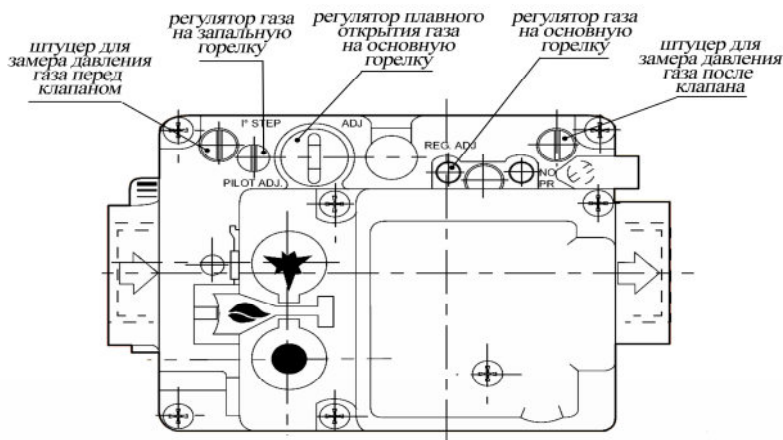 штуцер для
замера давления
газа перед
клапаном
регулятор газа
на запальную
горелку
регулятор плавного
открытия газа
на основную
горелку
регулятор газа
на основную
горелку
штуцер для
замера давления
газа после
клапана
I° STEP
ADJ
REG. ADJ
PILOT ADJ.
NO
PR